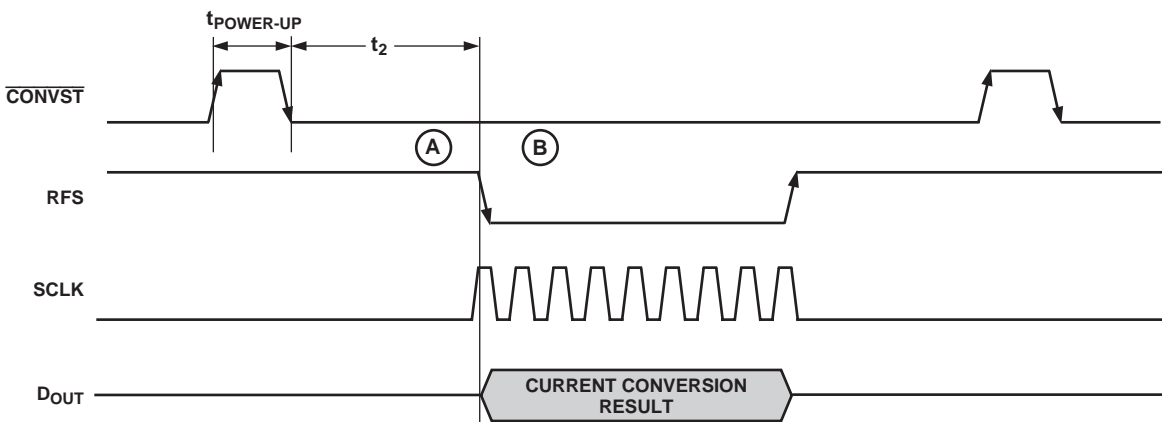 tPOWER-UP
t2
CONVST
A
B
RFS
SCLK
DOUT
CURRENT CONVERSION
RESULT